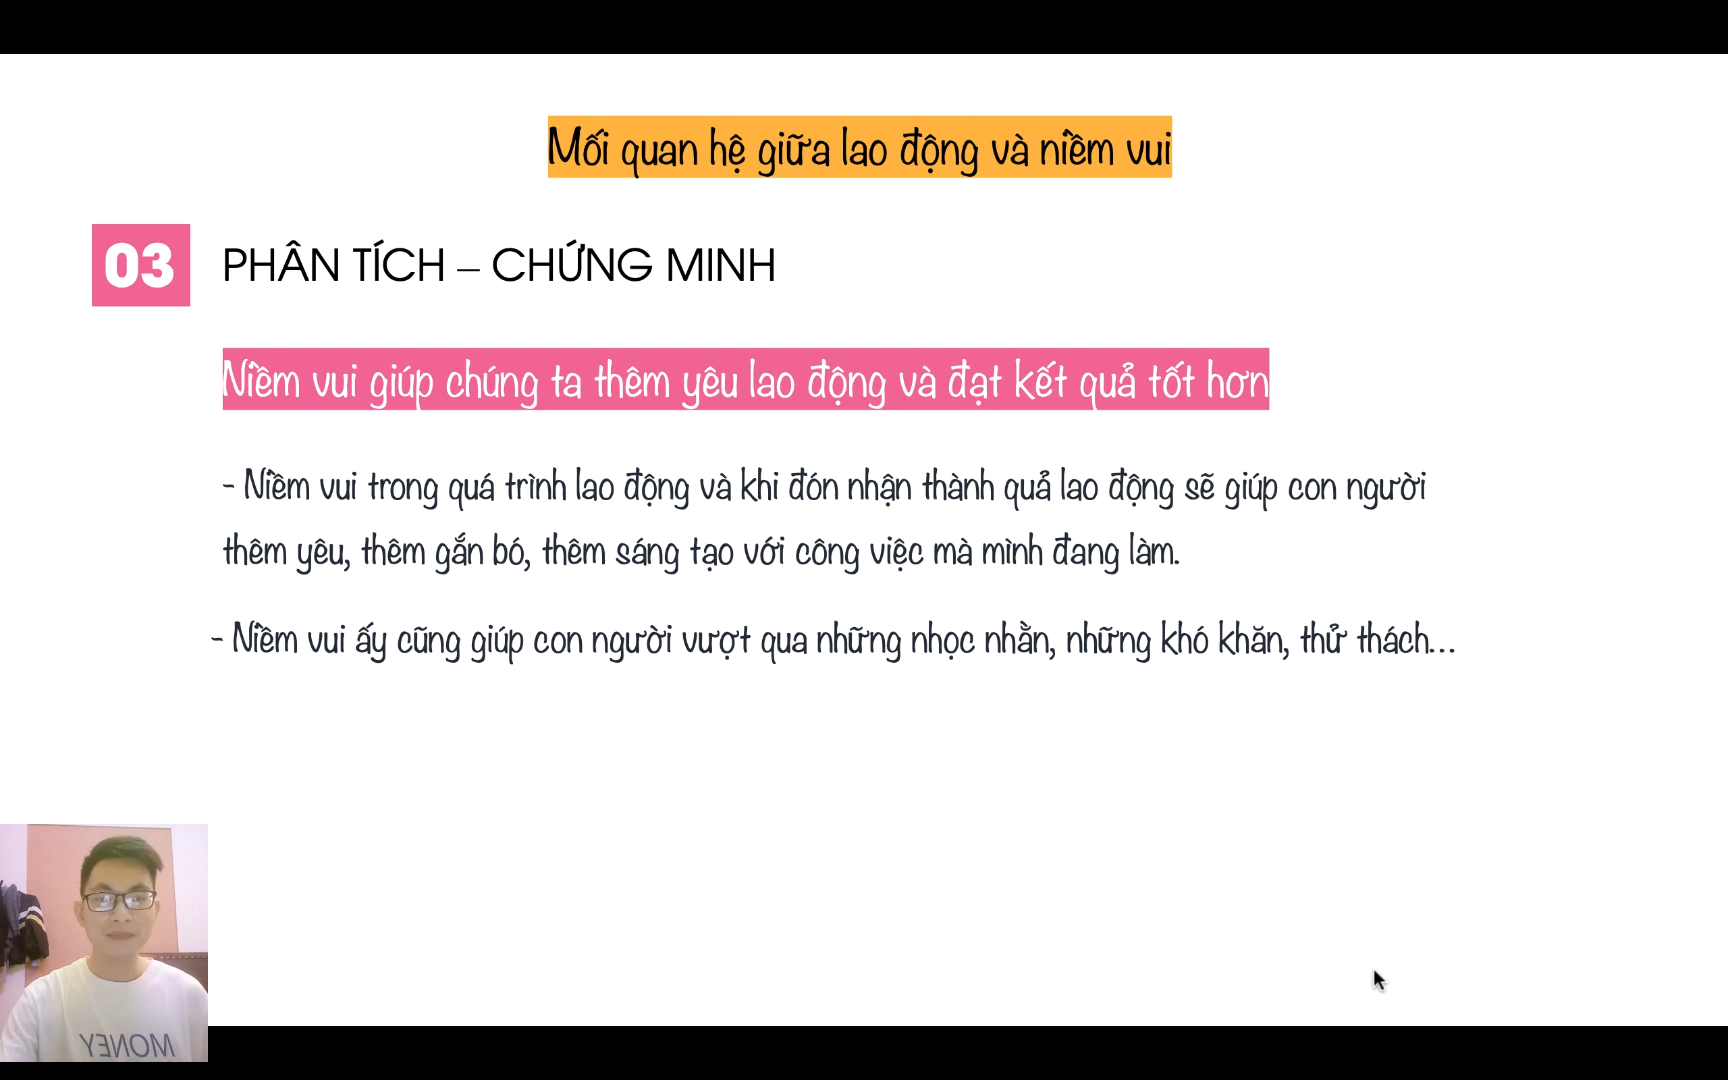 Mối quan hệ giữa lao động và niềm vui
03 PHÂN TÍCH – CHỨNG MINH
Niềm vui giúp chúng ta thêm yêu lao động và đạt kết quả tốt hơn
- Niềm vui trong quá trình lao động và khi đón nhận thành quả lao động sẽ giúp con người
thêm yêu, thêm gắn bó, thêm sáng tạo với công việc mà mình đang làm.
- Niềm vui ấy cũng giúp con người vượt qua những nhọc nhằn, những khó khăn, thử thách...
MONEY